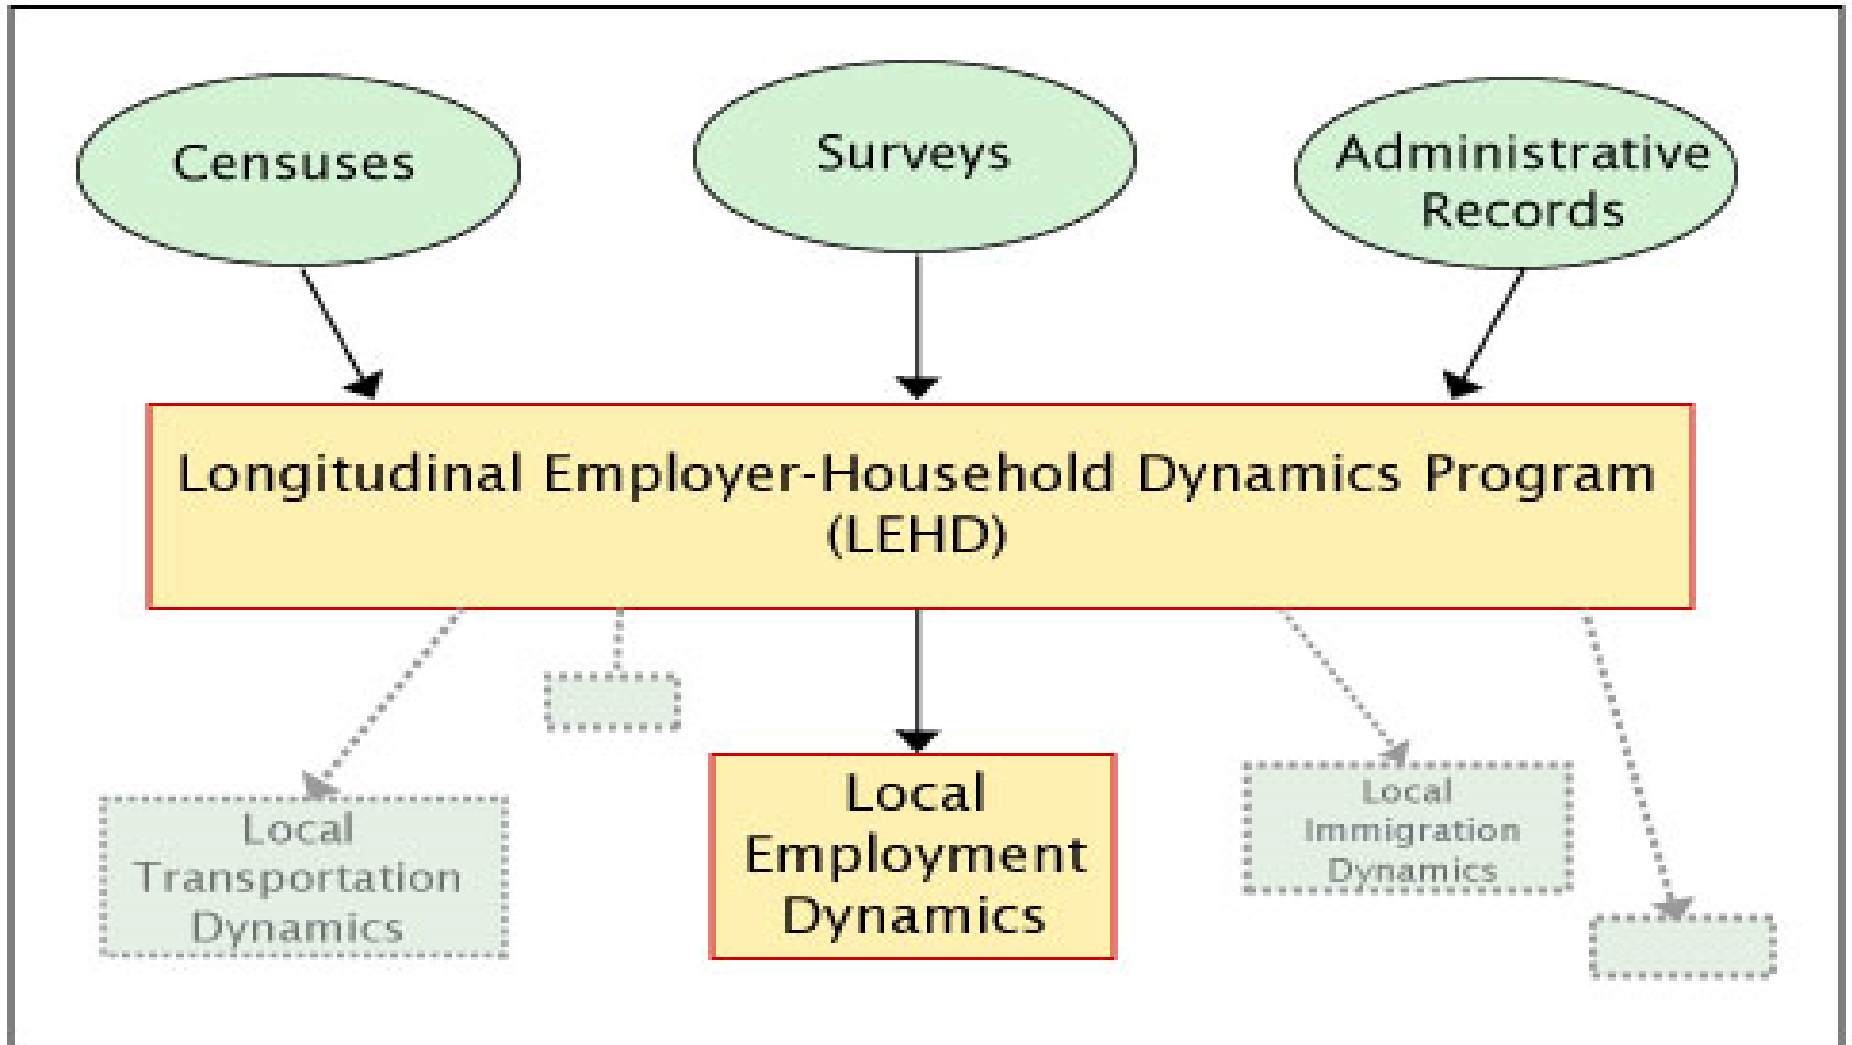 Censuses
Surveys
Administrative
Records
Longitudinal Employer-Household Dynamics Program
(LEHD)
Local
Transportation
Dynamics
Local
Employment
Dynamics
Local
Immigration
Dynamics